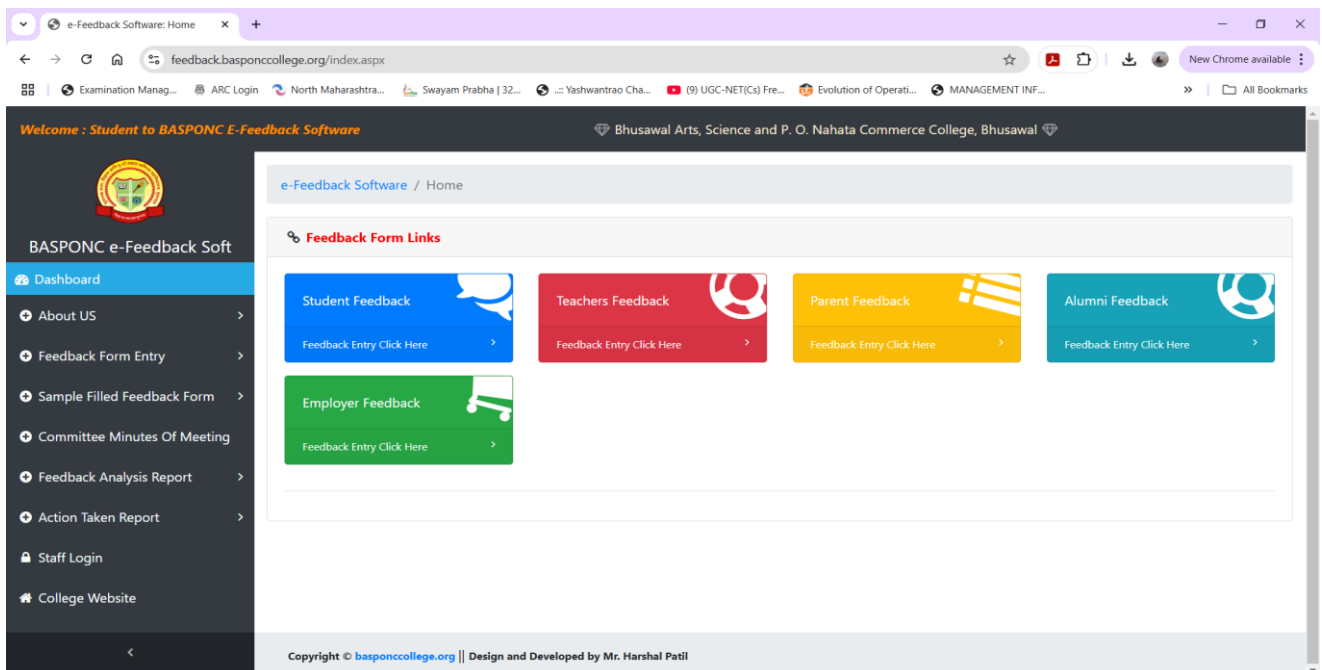 e-Feedback Software: Home
feedback.basponccollege.org/index.aspx
New Chrome available
Examination Manag...
ARC Login
North Maharashtra...
Swayam Prabha | 32...
..:: Yashwantrao Cha...
(9) UGC-NET(Cs) Fre...
Evolution of Operati...
MANAGEMENT INF...
All Bookmarks
Welcome : Student to BASPONC E-Feedback Software
Bhusawal Arts, Science and P. O. Nahata Commerce College, Bhusawal
BASPONC e-Feedback Soft
Dashboard
About US
Feedback Form Entry
Sample Filled Feedback Form
Committee Minutes Of Meeting
Feedback Analysis Report
Action Taken Report
Staff Login
College Website
e-Feedback Software / Home
Feedback Form Links
Student Feedback
Feedback Entry Click Here
Teachers Feedback
Feedback Entry Click Here
Parent Feedback
Feedback Entry Click Here
Alumni Feedback
Feedback Entry Click Here
Employer Feedback
Feedback Entry Click Here
Copyright © basponccollege.org || Design and Developed by Mr. Harshal Patil